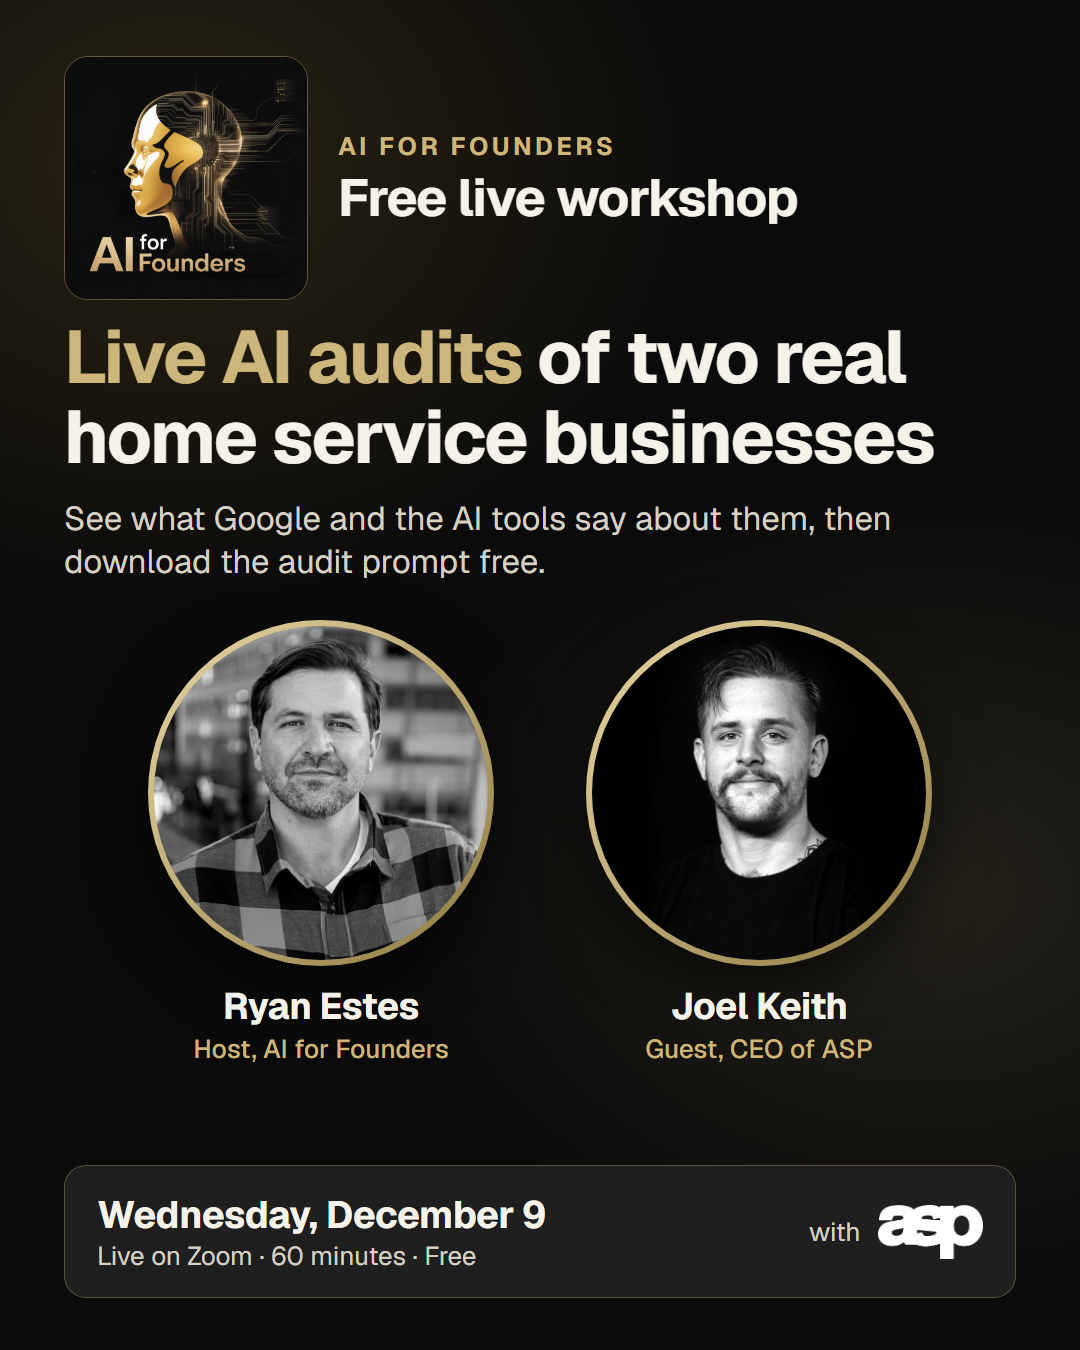 AI for
Founders
AI FOR FOUNDERS
Free live workshop
Live AI audits of two real
home service businesses
See what Google and the AI tools say about them, then
download the audit prompt free.
Ryan Estes
Host, AI for Founders
Joel Keith
Guest, CEO of ASP
Wednesday, December 9
Live on Zoom · 60 minutes · Free
with asp